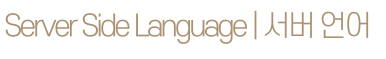 Server Side Language | 서버 언어